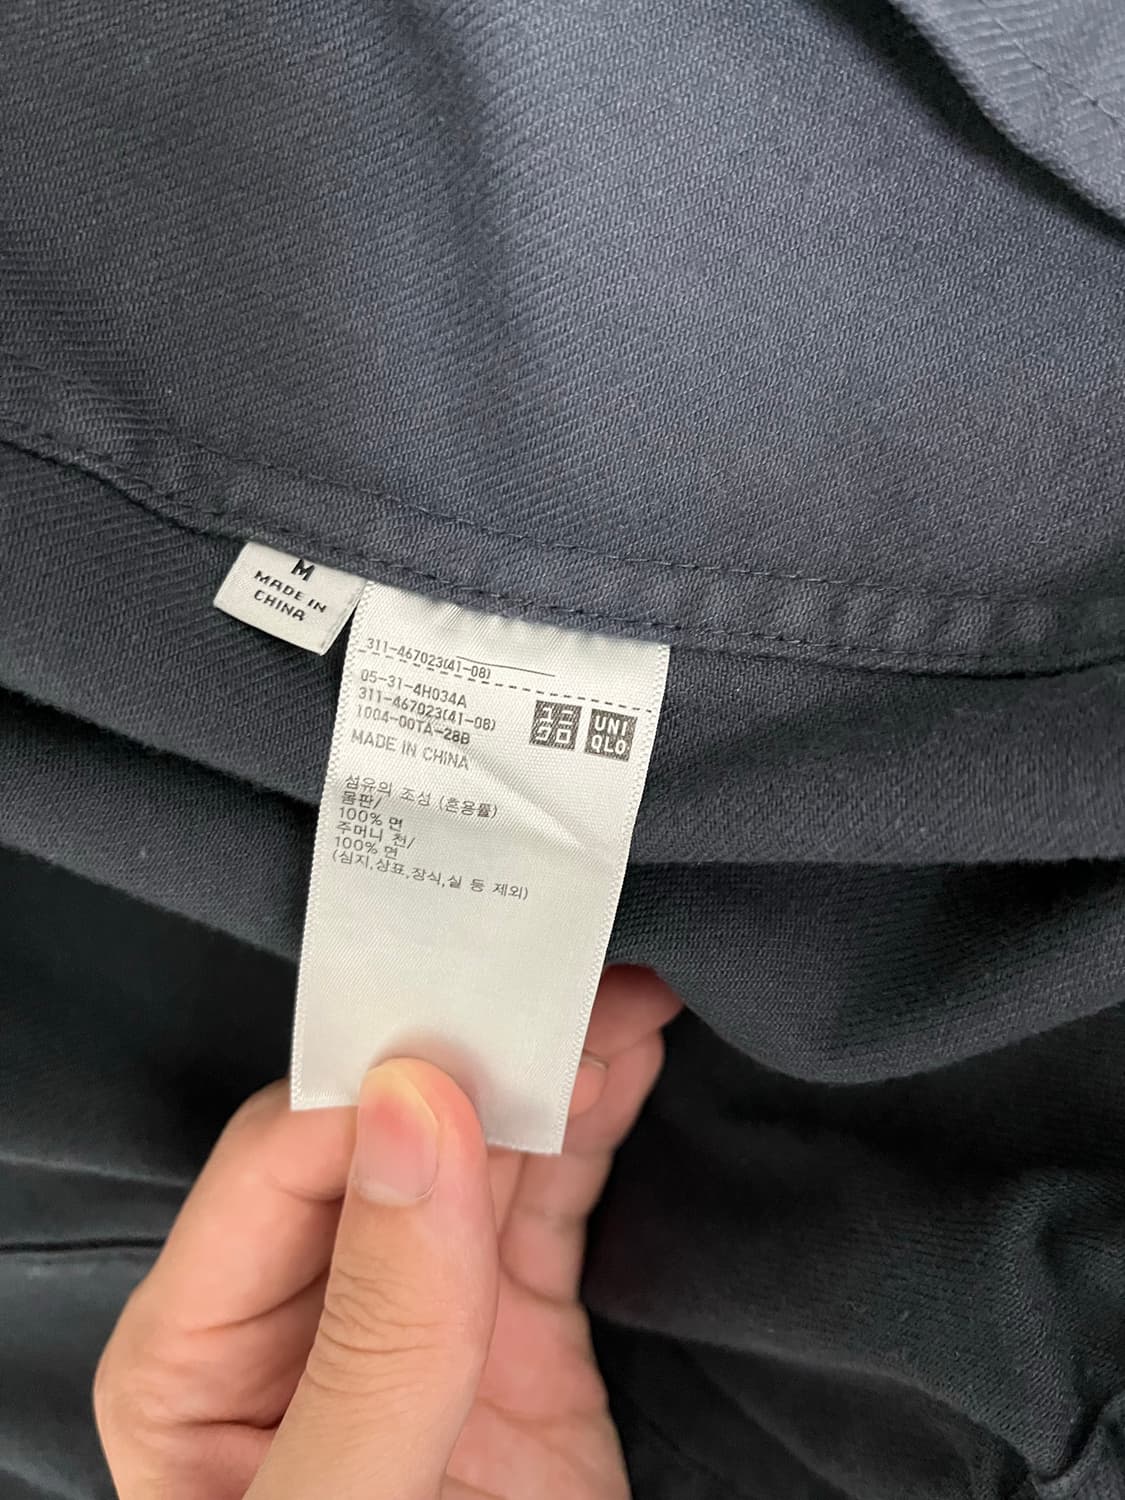 M
MADE IN
CHINA
311-467023(41-08)
05-31-4H034A
311-467023(41-08)
1004-00TA-28B
MADE IN CHINA
ユニ
クロ
UNI
QLO
섬유의 조성 (혼용률)
몸판/
100% 면
주머니 천/
100% 면
(심지,상표,장식,실 등 제외)